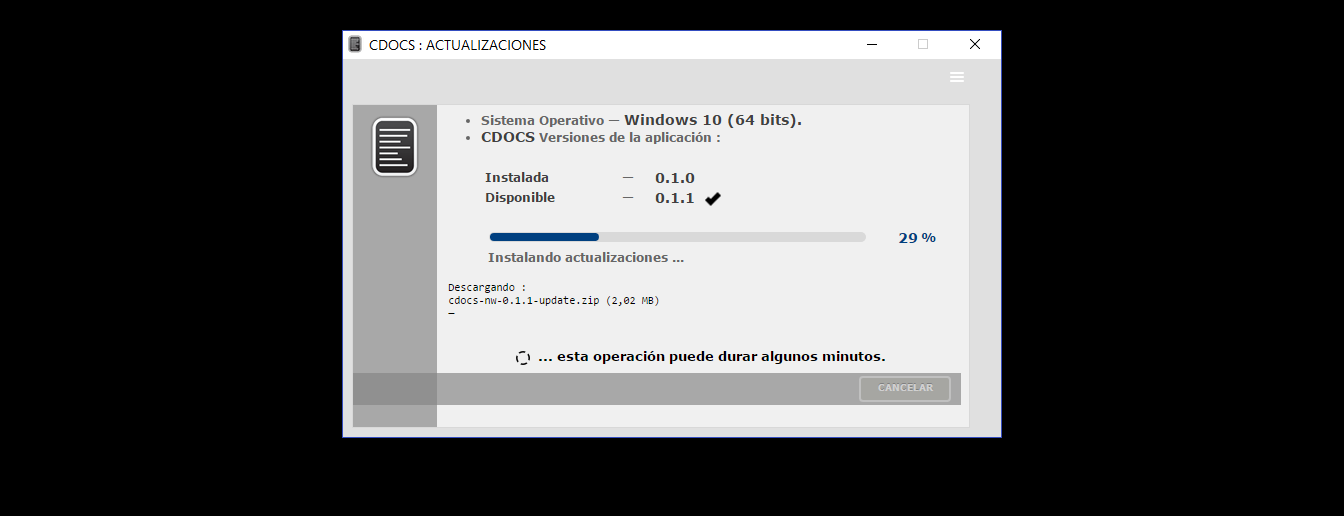 CDOCS : ACTUALIZACIONES
• Sistema Operativo — Windows 10 (64 bits).
• CDOCS Versiones de la aplicación :
Instalada — 0.1.0
Disponible — 0.1.1
29 %
Instalando actualizaciones ...
Descargando :
cdocs-nw-0.1.1-update.zip (2,02 MB)
... esta operación puede durar algunos minutos.
CANCELAR